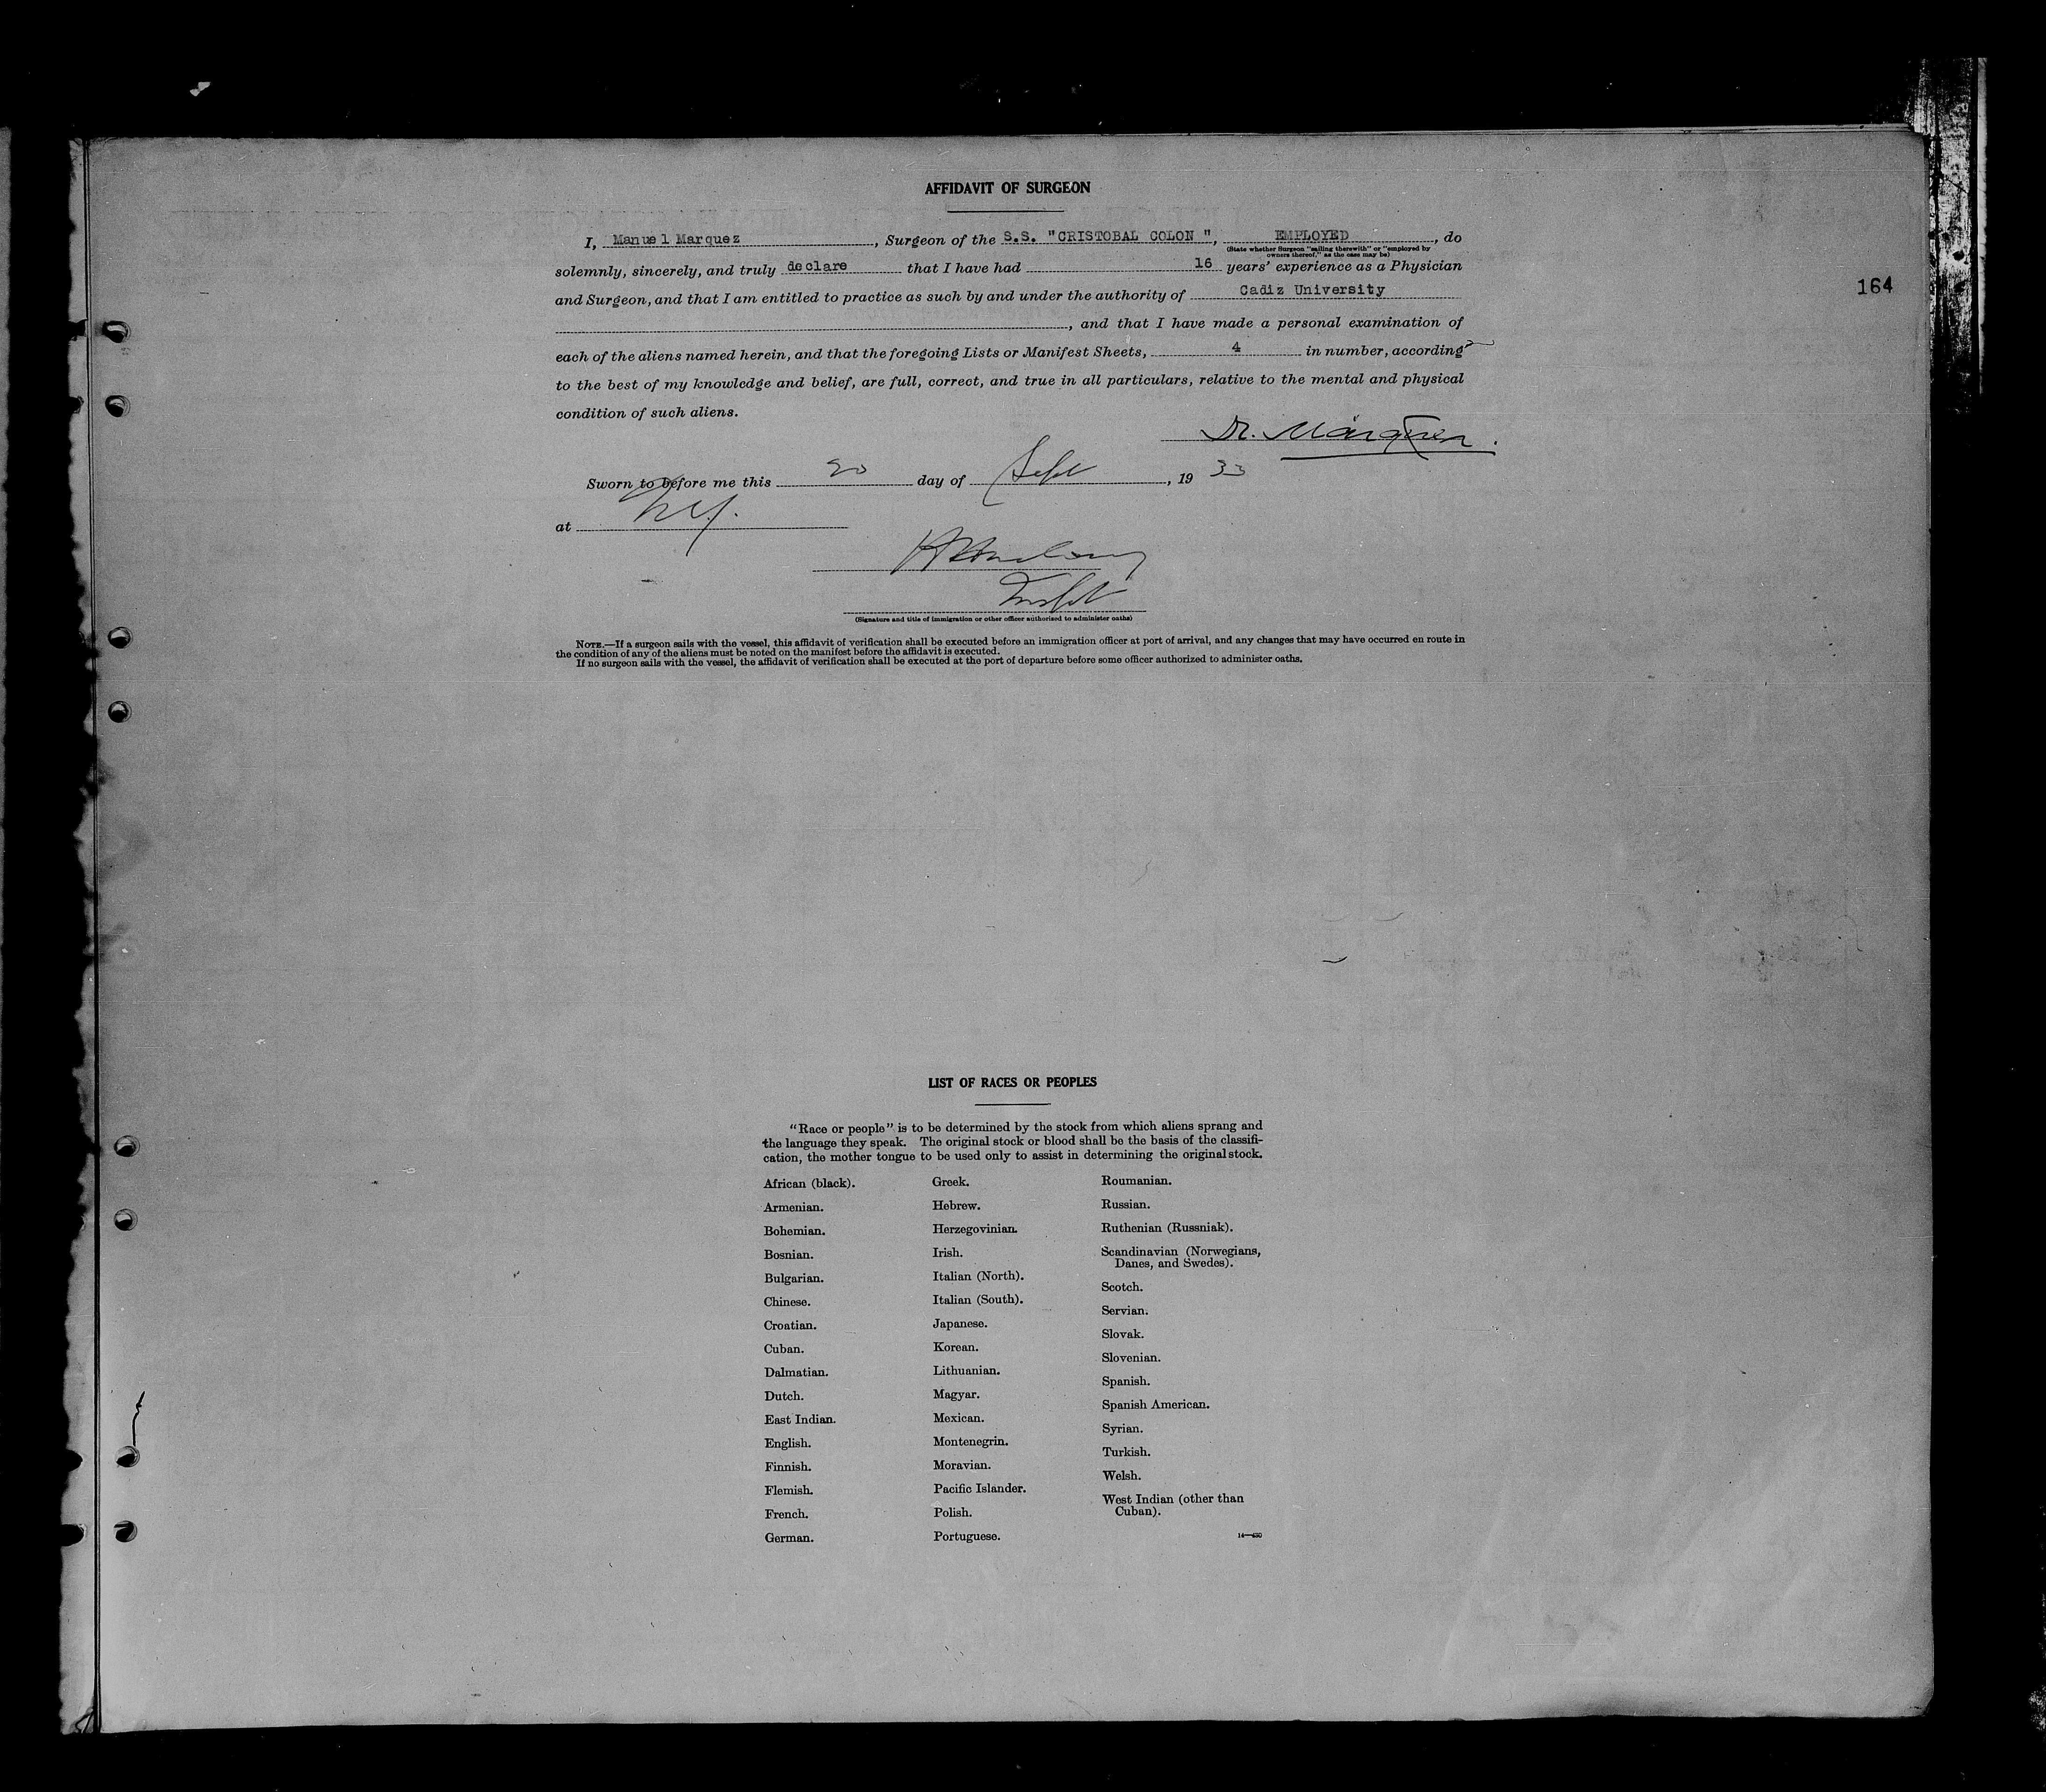 AFFIDAVIT OF SURGEON
I, Manuel Marquez, Surgeon of the S.S. "CRISTOBAL COLON", EMPLOYED, do
(State whether Surgeon "sailing therewith" or "employed by
owners thereof," as the case may be)
solemnly, sincerely, and truly declare that I have had 16 years' experience as a Physician
and Surgeon, and that I am entitled to practice as such by and under the authority of Cadiz University
164
, and that I have made a personal examination of
each of the aliens named herein, and that the foregoing Lists or Manifest Sheets, 4 in number, according
to the best of my knowledge and belief, are full, correct, and true in all particulars, relative to the mental and physical
condition of such aliens.
Dr. Márquez.
Sworn to before me this 20 day of Sept, 1933
at N.Y.
Inspt
(Signature and title of immigration or other officer authorized to administer oaths)
NOTE.—If a surgeon sails with the vessel, this affidavit of verification shall be executed before an immigration officer at port of arrival, and any changes that may have occurred en route in
the condition of any of the aliens must be noted on the manifest before the affidavit is executed.
If no surgeon sails with the vessel, the affidavit of verification shall be executed at the port of departure before some officer authorized to administer oaths.
LIST OF RACES OR PEOPLES
"Race or people" is to be determined by the stock from which aliens sprang and
the language they speak. The original stock or blood shall be the basis of the classifi-
cation, the mother tongue to be used only to assist in determining the original stock.
African (black).
Armenian.
Bohemian.
Bosnian.
Bulgarian.
Chinese.
Croatian.
Cuban.
Dalmatian.
Dutch.
East Indian.
English.
Finnish.
Flemish.
French.
German.
Greek.
Hebrew.
Herzegovinian.
Irish.
Italian (North).
Italian (South).
Japanese.
Korean.
Lithuanian.
Magyar.
Mexican.
Montenegrin.
Moravian.
Pacific Islander.
Polish.
Portuguese.
Roumanian.
Russian.
Ruthenian (Russniak).
Scandinavian (Norwegians,
Danes, and Swedes).
Scotch.
Servian.
Slovak.
Slovenian.
Spanish.
Spanish American.
Syrian.
Turkish.
Welsh.
West Indian (other than
Cuban).
14—430